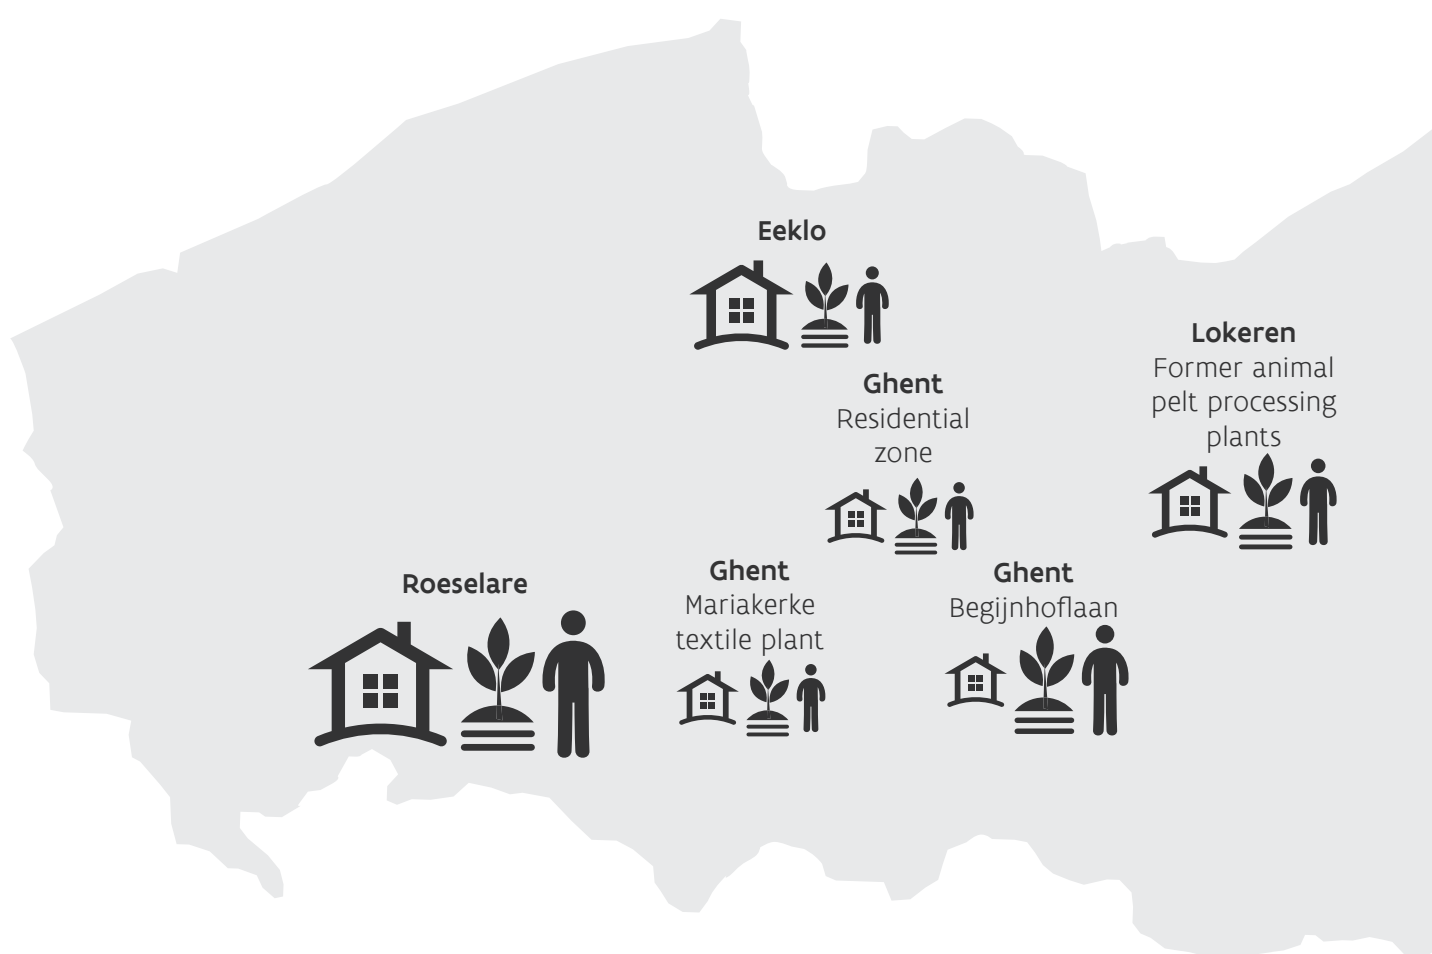 Eeklo
Ghent
Residential
zone
Lokeren
Former animal
pelt processing
plants
Roeselare
Ghent
Mariakerke
textile plant
Ghent
Begijnhoflaan